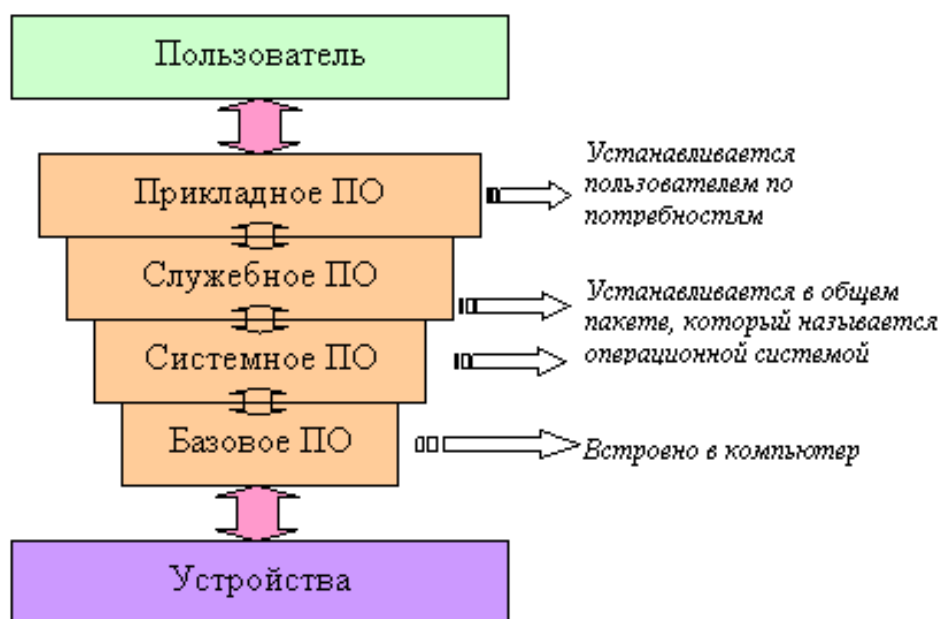 Пользователь
Прикладное ПО
Устанавливается
пользователем по
потребностям
Служебное ПО
Устанавливается в общем
пакете, который называется
операционной системой
Системное ПО
Базовое ПО
Встроено в компьютер
Устройства